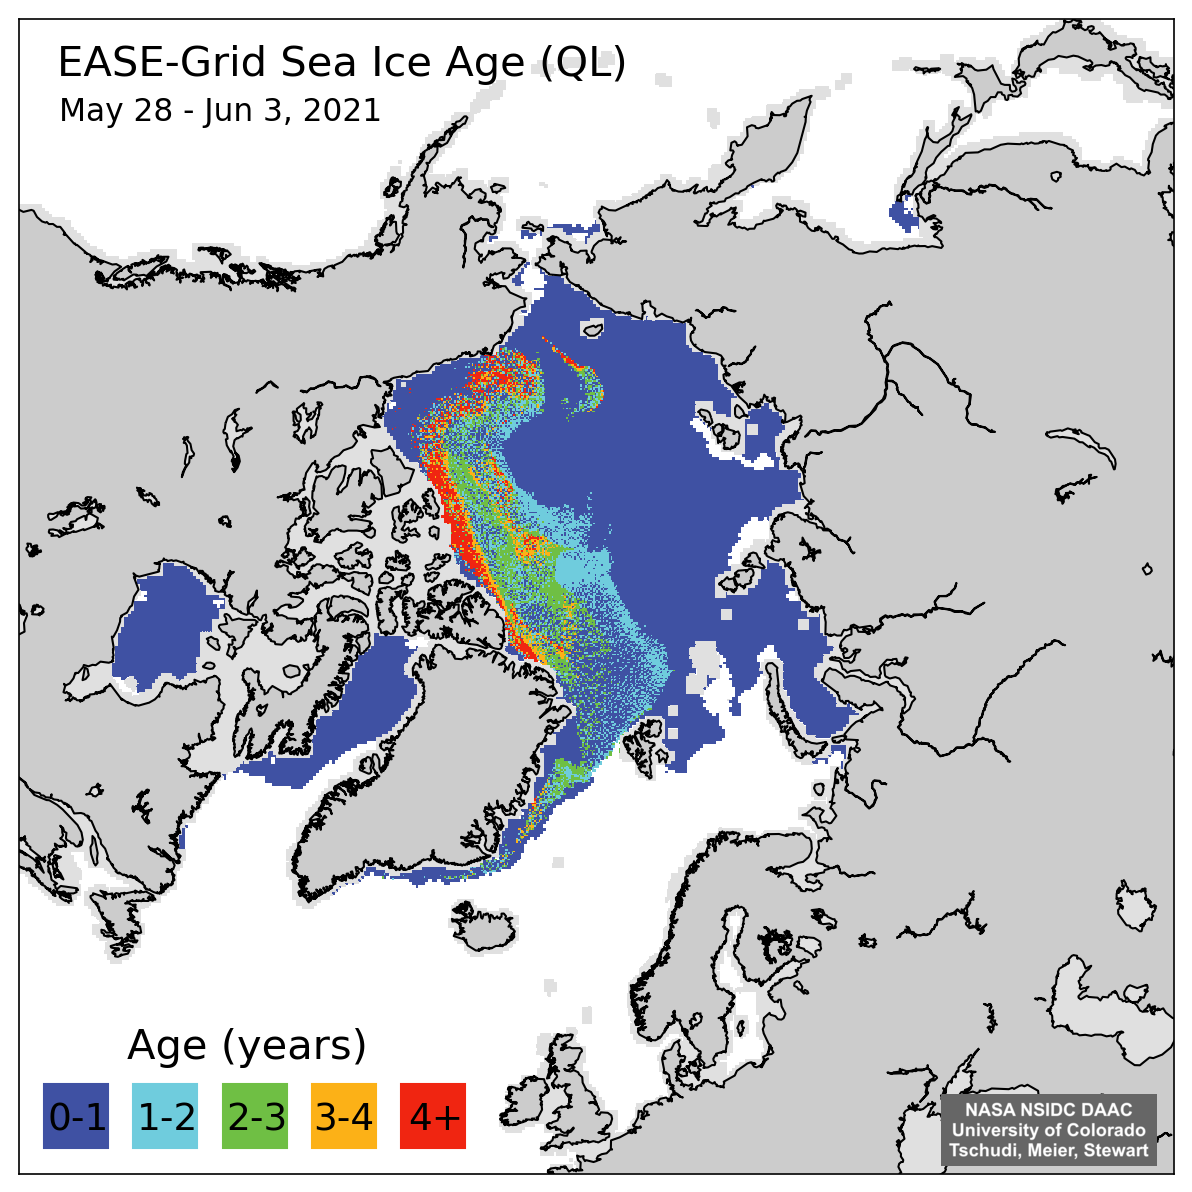 EASE-Grid Sea Ice Age (QL)
May 28 - Jun 3, 2021
Age (years)
0-1 1-2 2-3 3-4 4+
NASA NSIDC DAAC
University of Colorado
Tschudi, Meier, Stewart